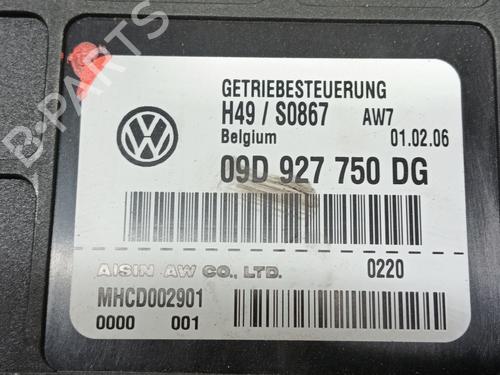 B-PARTS
GETRIEBESTEUERUNG
H49 / S0867 AW7
Belgium 01.02.06
09D 927 750 DG
AISIN AW CO., LTD. 0220
MHCD002901
0000 001